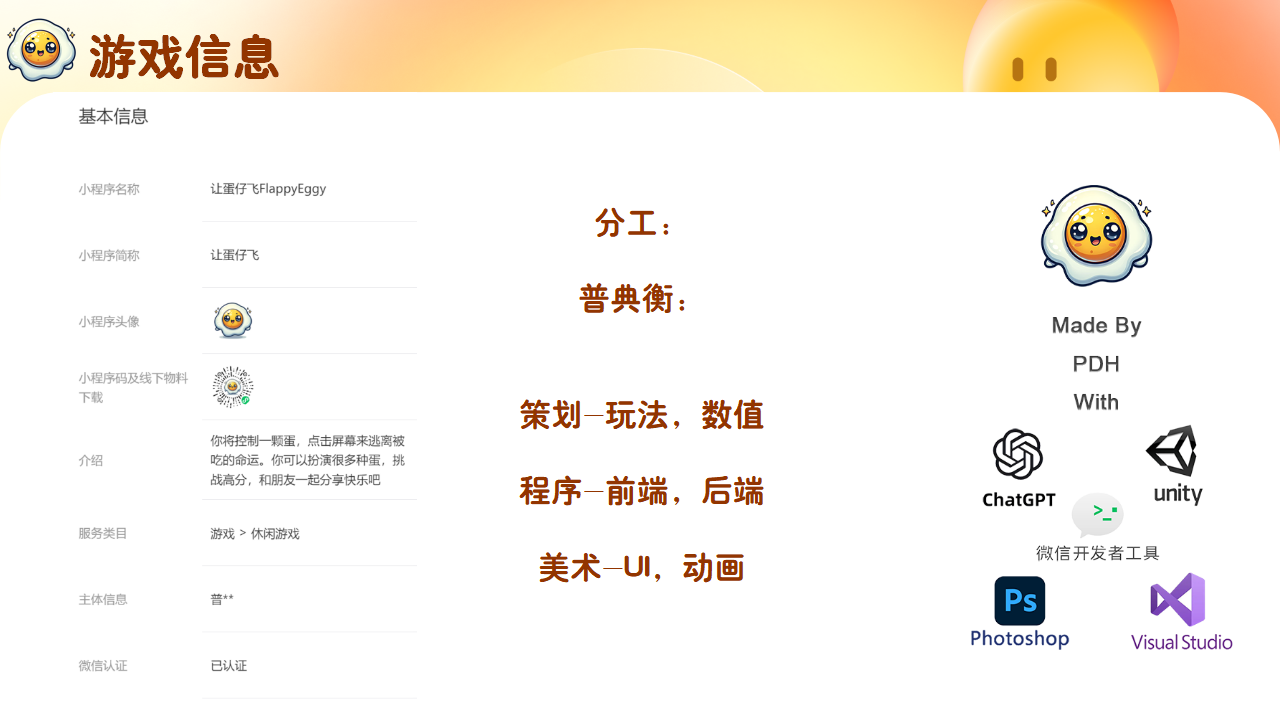 游戏信息
基本信息
小程序名称
让蛋仔飞FlappyEggy
小程序简称
让蛋仔飞
小程序头像
小程序码及线下物料
下载
介绍
你将控制一颗蛋，点击屏幕来逃离被
吃的命运。你可以扮演很多种蛋，挑
战高分，和朋友一起分享快乐吧
服务类目
游戏 > 休闲游戏
主体信息
普**
微信认证
已认证
分工：
普典衡：
策划—玩法，数值
程序—前端，后端
美术—UI，动画
Made By
PDH
With
ChatGPT
unity
>_
微信开发者工具
Ps
Photoshop
Visual Studio